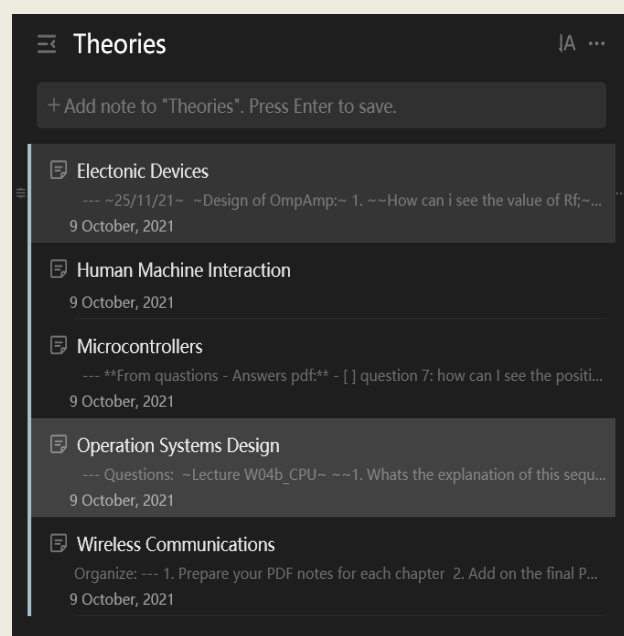 Theories
+ Add note to "Theories". Press Enter to save.
Electonic Devices
--- ~25/11/21~ ~Design of OmpAmp:~ 1. ~~How can i see the value of Rf;~...
9 October, 2021
Human Machine Interaction
9 October, 2021
Microcontrollers
--- **From quastions - Answers pdf:** - [ ] question 7: how can I see the positi...
9 October, 2021
Operation Systems Design
--- Questions: ~Lecture W04b_CPU~ ~~1. Whats the explanation of this sequ...
9 October, 2021
Wireless Communications
Organize: --- 1. Prepare your PDF notes for each chapter 2. Add on the final P...
9 October, 2021